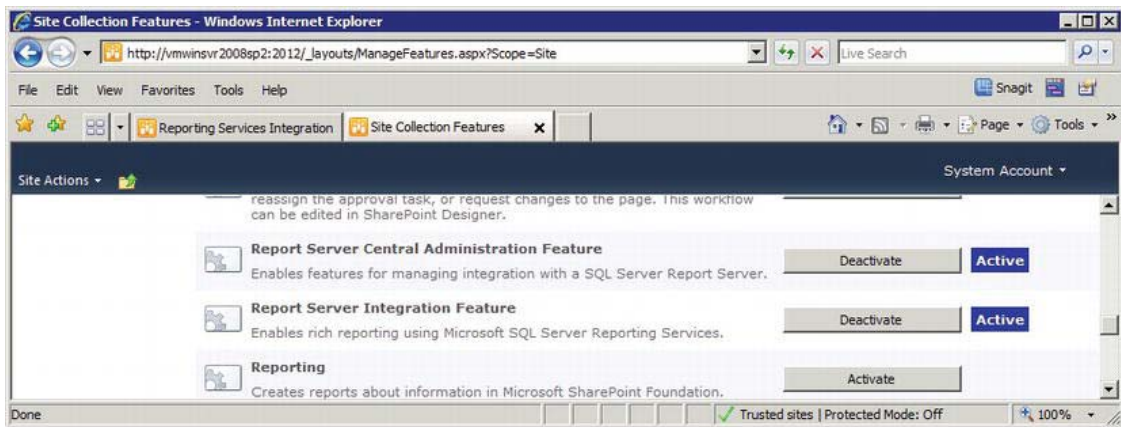 Site Collection Features - Windows Internet Explorer
http://vmwinsvr2008sp2:2012/_layouts/ManageFeatures.aspx?Scope=Site
Live Search
File Edit View Favorites Tools Help
Snagit
Reporting Services Integration
Site Collection Features
Page
Tools
Site Actions
System Account
reassign the approval task, or request changes to the page. This workflow
can be edited in SharePoint Designer.
Report Server Central Administration Feature
Enables features for managing integration with a SQL Server Report Server.
Deactivate
Active
Report Server Integration Feature
Enables rich reporting using Microsoft SQL Server Reporting Services.
Deactivate
Active
Reporting
Creates reports about information in Microsoft SharePoint Foundation.
Activate
Done
Trusted sites | Protected Mode: Off
100%